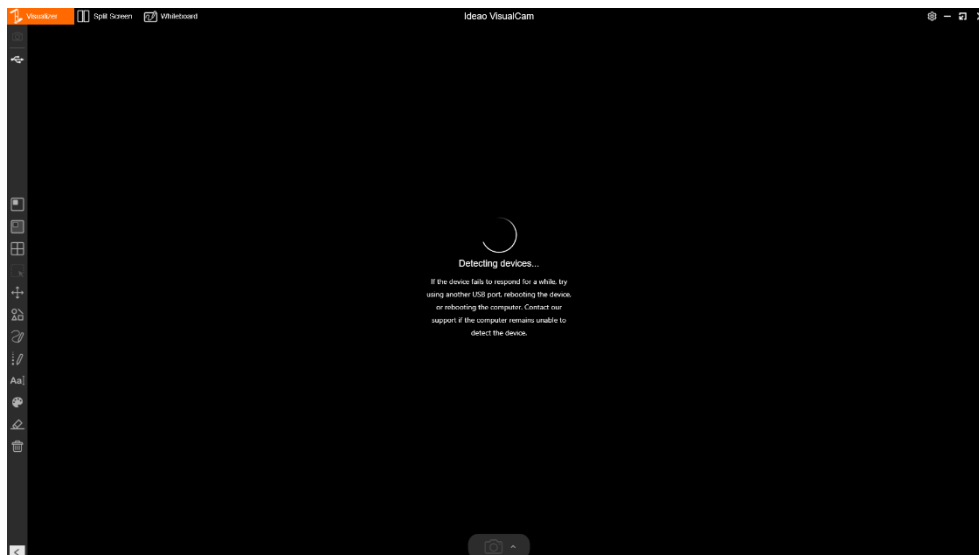 Visualizer
Split Screen
Whiteboard
Ideao VisualCam
Detecting devices...
If the device fails to respond for a while, try
using another USB port, rebooting the device,
or rebooting the computer. Contact our
support if the computer remains unable to
detect the device.
Aa